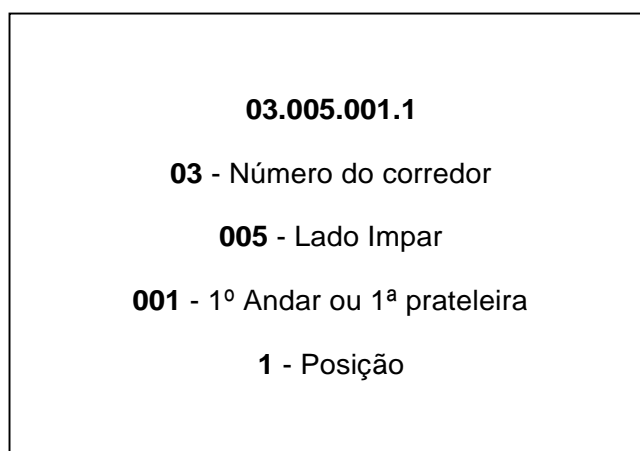 03.005.001.1
03 - Número do corredor
005 - Lado Impar
001 - 1º Andar ou 1ª prateleira
1 - Posição